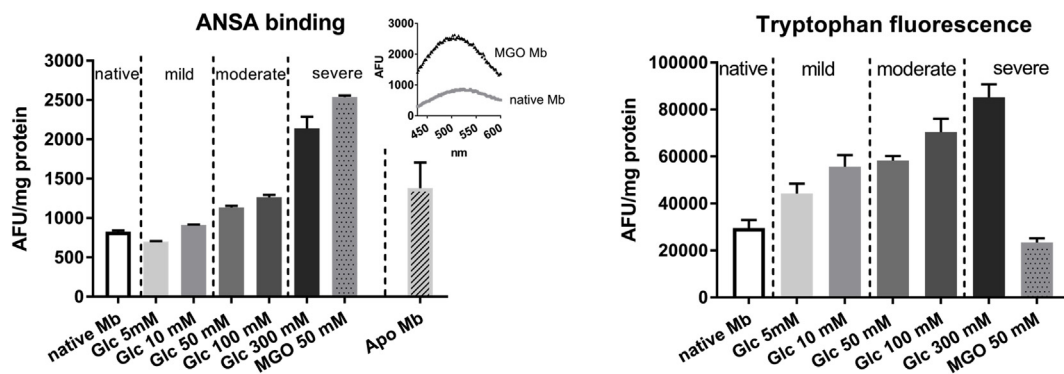 ANSA binding
3000
2500
2000
1500
1000
500
0
AFU/mg protein
native
mild
moderate
severe
native Mb
Glc 5mM
Glc 10 mM
Glc 50 mM
Glc 100 mM
Glc 300 mM
MGO 50 mM
Apo Mb
3000
2000
1000
0
AFU
MGO Mb
native Mb
450
500
550
600
nm
Tryptophan fluorescence
100000
80000
60000
40000
20000
0
AFU/mg protein
native
mild
moderate
severe
native Mb
Glc 5mM
Glc 10 mM
Glc 50 mM
Glc 100 mM
Glc 300 mM
MGO 50 mM